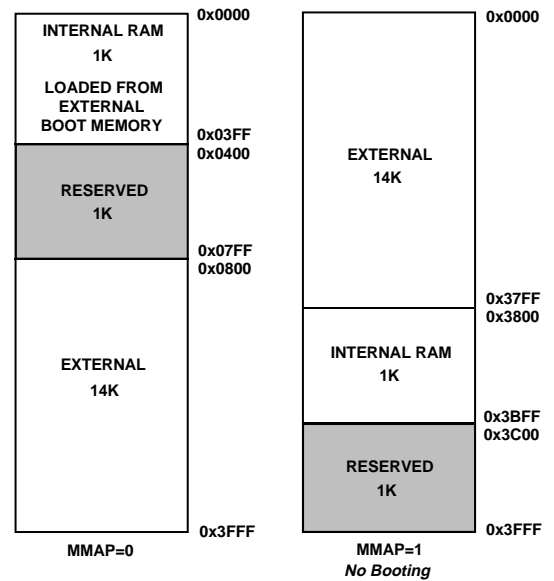 0x0000
INTERNAL RAM
1K
LOADED FROM
EXTERNAL
BOOT MEMORY
0x03FF
0x0400
RESERVED
1K
0x07FF
0x0800
EXTERNAL
14K
0x3FFF
MMAP=0
0x0000
EXTERNAL
14K
0x37FF
0x3800
INTERNAL RAM
1K
0x3BFF
0x3C00
RESERVED
1K
0x3FFF
MMAP=1
No Booting